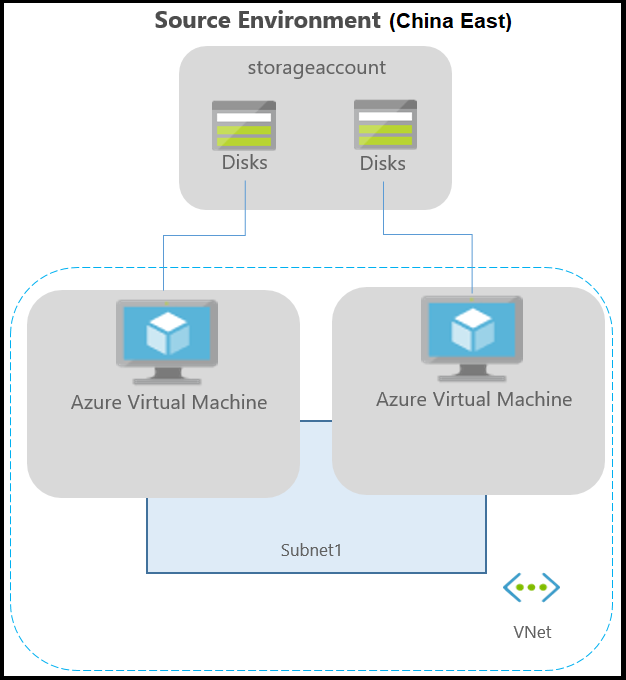 Source Environment (China East)
storageaccount
Disks
Disks
Azure Virtual Machine
Azure Virtual Machine
Subnet1
VNet